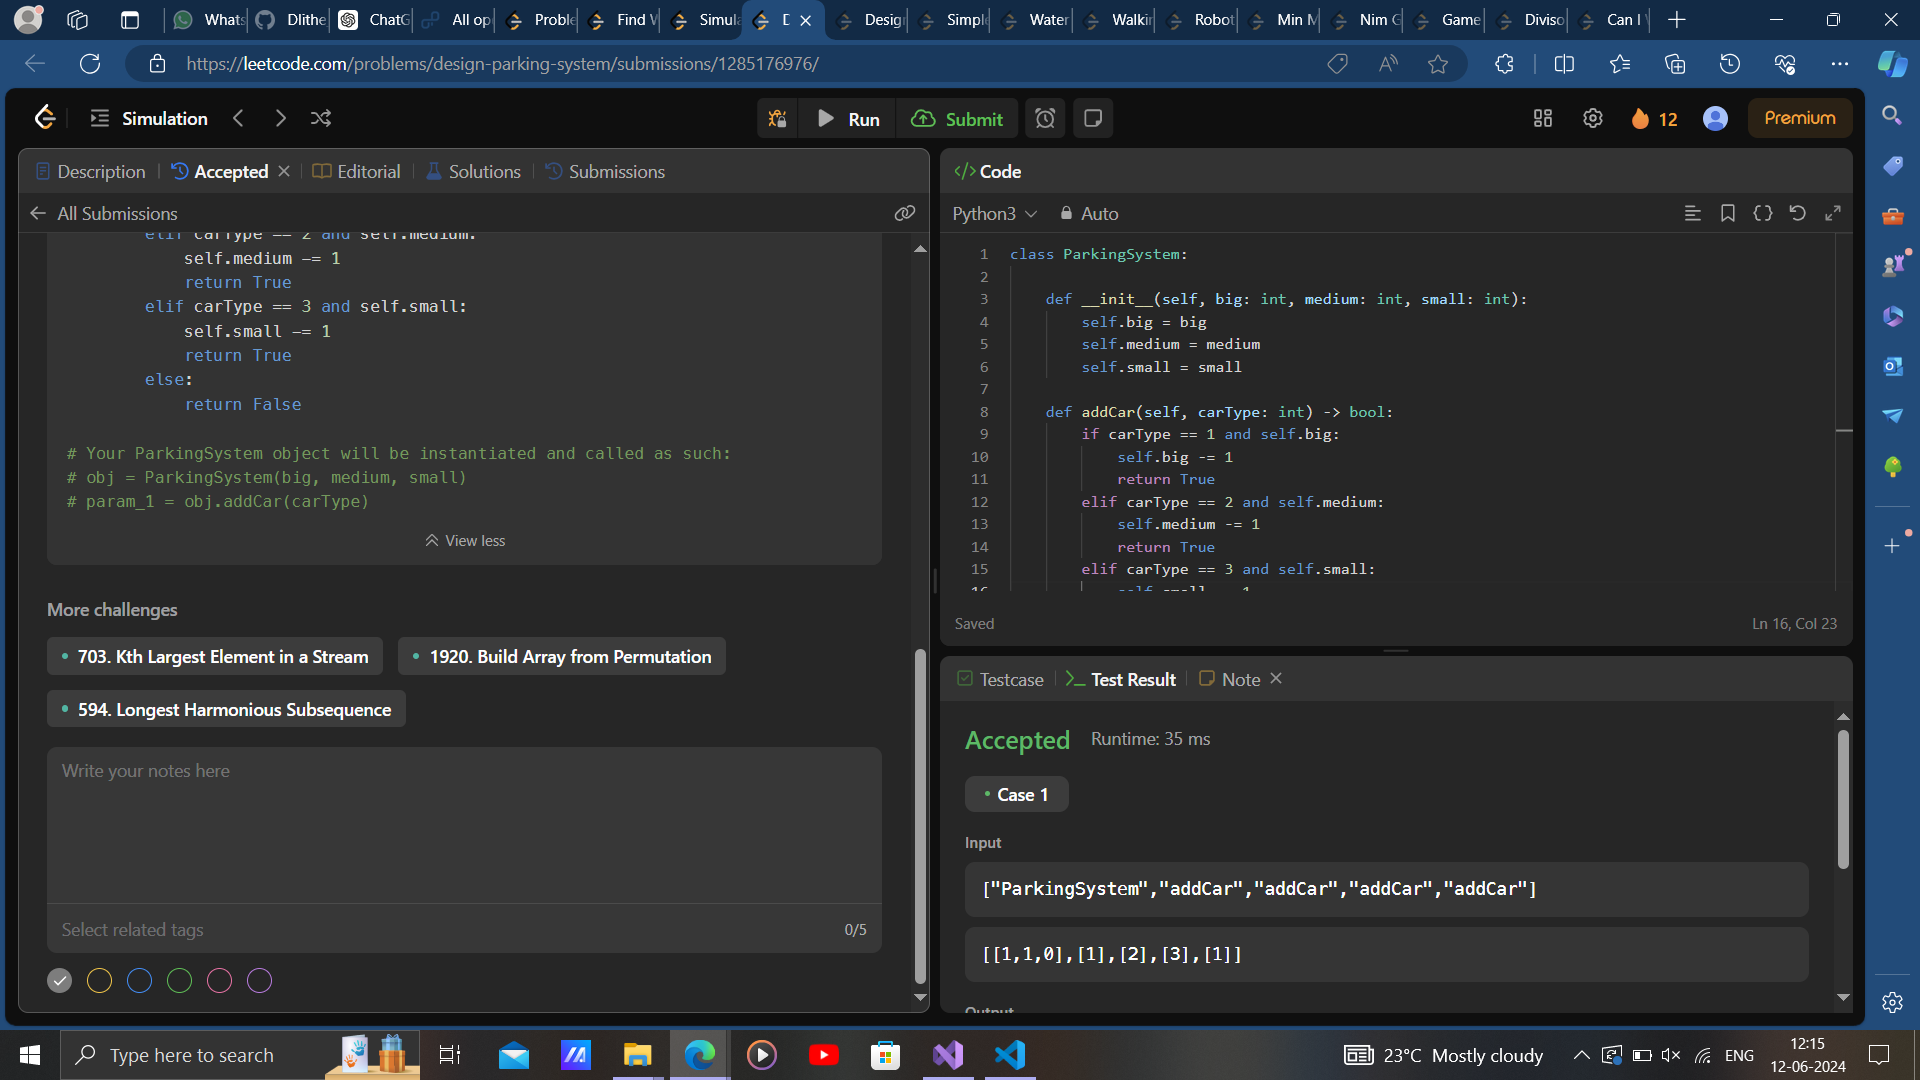 Whats
Dlithe
ChatG
All op
Proble
Find W
Simula
D
Design
Simple
Water
Walkin
Robot
Min M
Nim G
Game
Diviso
Can I
https://leetcode.com/problems/design-parking-system/submissions/1285176976/
Simulation
Run
Submit
12
Premium
Description
Accepted
Editorial
Solutions
Submissions
All Submissions
elif carType == 2 and self.medium:
self.medium -= 1
return True
elif carType == 3 and self.small:
self.small -= 1
return True
else:
return False
# Your ParkingSystem object will be instantiated and called as such:
# obj = ParkingSystem(big, medium, small)
# param_1 = obj.addCar(carType)
View less
More challenges
703. Kth Largest Element in a Stream
1920. Build Array from Permutation
594. Longest Harmonious Subsequence
Write your notes here
Select related tags
0/5
Code
Python3
Auto
1 class ParkingSystem:
2
3 def __init__(self, big: int, medium: int, small: int):
4 self.big = big
5 self.medium = medium
6 self.small = small
7
8 def addCar(self, carType: int) -> bool:
9 if carType == 1 and self.big:
10 self.big -= 1
11 return True
12 elif carType == 2 and self.medium:
13 self.medium -= 1
14 return True
15 elif carType == 3 and self.small:
16 self.small -= 1
Saved
Ln 16, Col 23
Testcase
Test Result
Note
Accepted
Runtime: 35 ms
Case 1
Input
["ParkingSystem","addCar","addCar","addCar","addCar"]
[[1,1,0],[1],[2],[3],[1]]
Output
Type here to search
23°C Mostly cloudy
ENG
12:15
12-06-2024